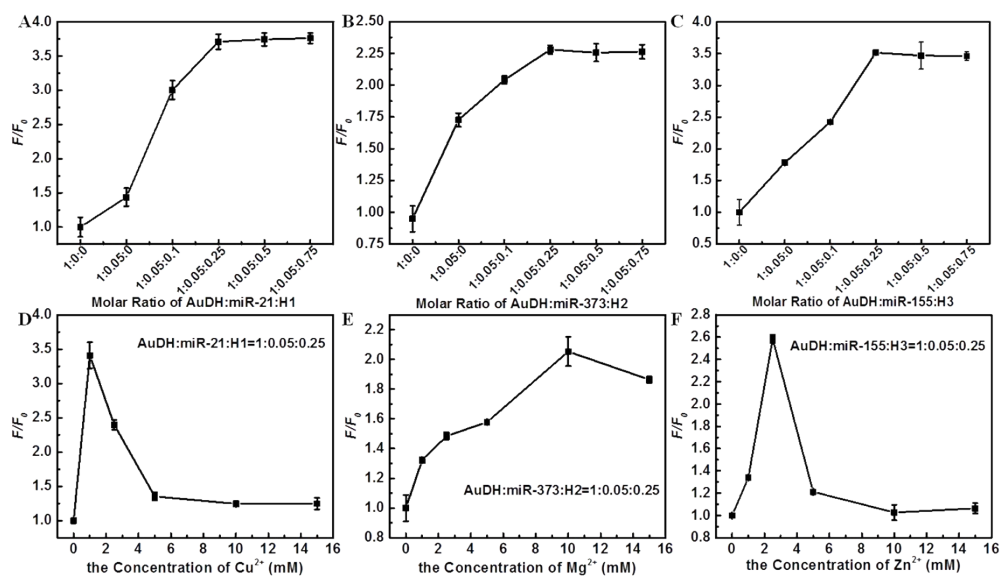 A
4.0
3.5
3.0
2.5
2.0
1.5
1.0
F/F0
1:0:0
1:0.05:0
1:0.05:0.1
1:0.05:0.25
1:0.05:0.5
1:0.05:0.75
Molar Ratio of AuDH:miR-21:H1
B
2.50
2.25
2.00
1.75
1.50
1.25
1.00
0.75
F/F0
1:0:0
1:0.05:0
1:0.05:0.1
1:0.05:0.25
1:0.05:0.5
1:0.05:0.75
Molar Ratio of AuDH:miR-373:H2
C
4.0
3.5
3.0
2.5
2.0
1.5
1.0
0.5
F/F0
1:0:0
1:0.05:0
1:0.05:0.1
1:0.05:0.25
1:0.05:0.5
1:0.05:0.75
Molar Ratio of AuDH:miR-155:H3
D
4.0
3.5
3.0
2.5
2.0
1.5
1.0
F/F0
AuDH:miR-21:H1=1:0.05:0.25
0 2 4 6 8 10 12 14 16
the Concentration of Cu2+ (mM)
E
2.2
2.0
1.8
1.6
1.4
1.2
1.0
0.8
F/F0
AuDH:miR-373:H2=1:0.05:0.25
0 2 4 6 8 10 12 14 16
the Concentration of Mg2+ (mM)
F
2.8
2.6
2.4
2.2
2.0
1.8
1.6
1.4
1.2
1.0
0.8
F/F0
AuDH:miR-155:H3=1:0.05:0.25
0 2 4 6 8 10 12 14 16
the Concentration of Zn2+ (mM)